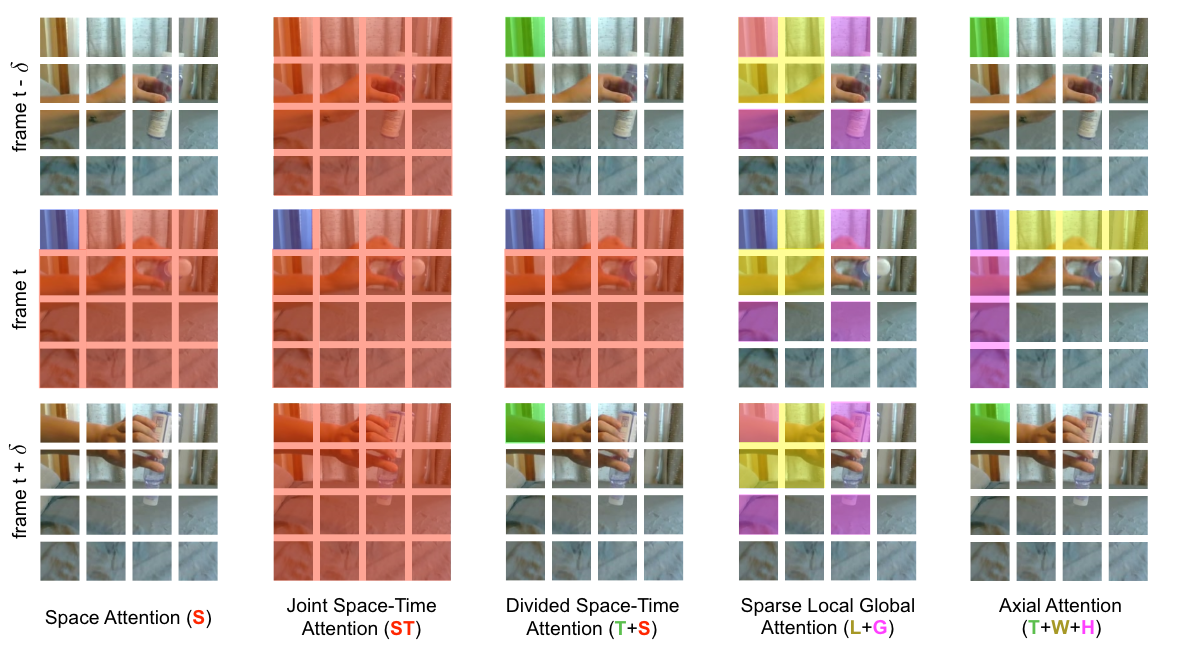 frame t - δ
frame t
frame t + δ
Space Attention (S)
Joint Space-Time
Attention (ST)
Divided Space-Time
Attention (T+S)
Sparse Local Global
Attention (L+G)
Axial Attention
(T+W+H)